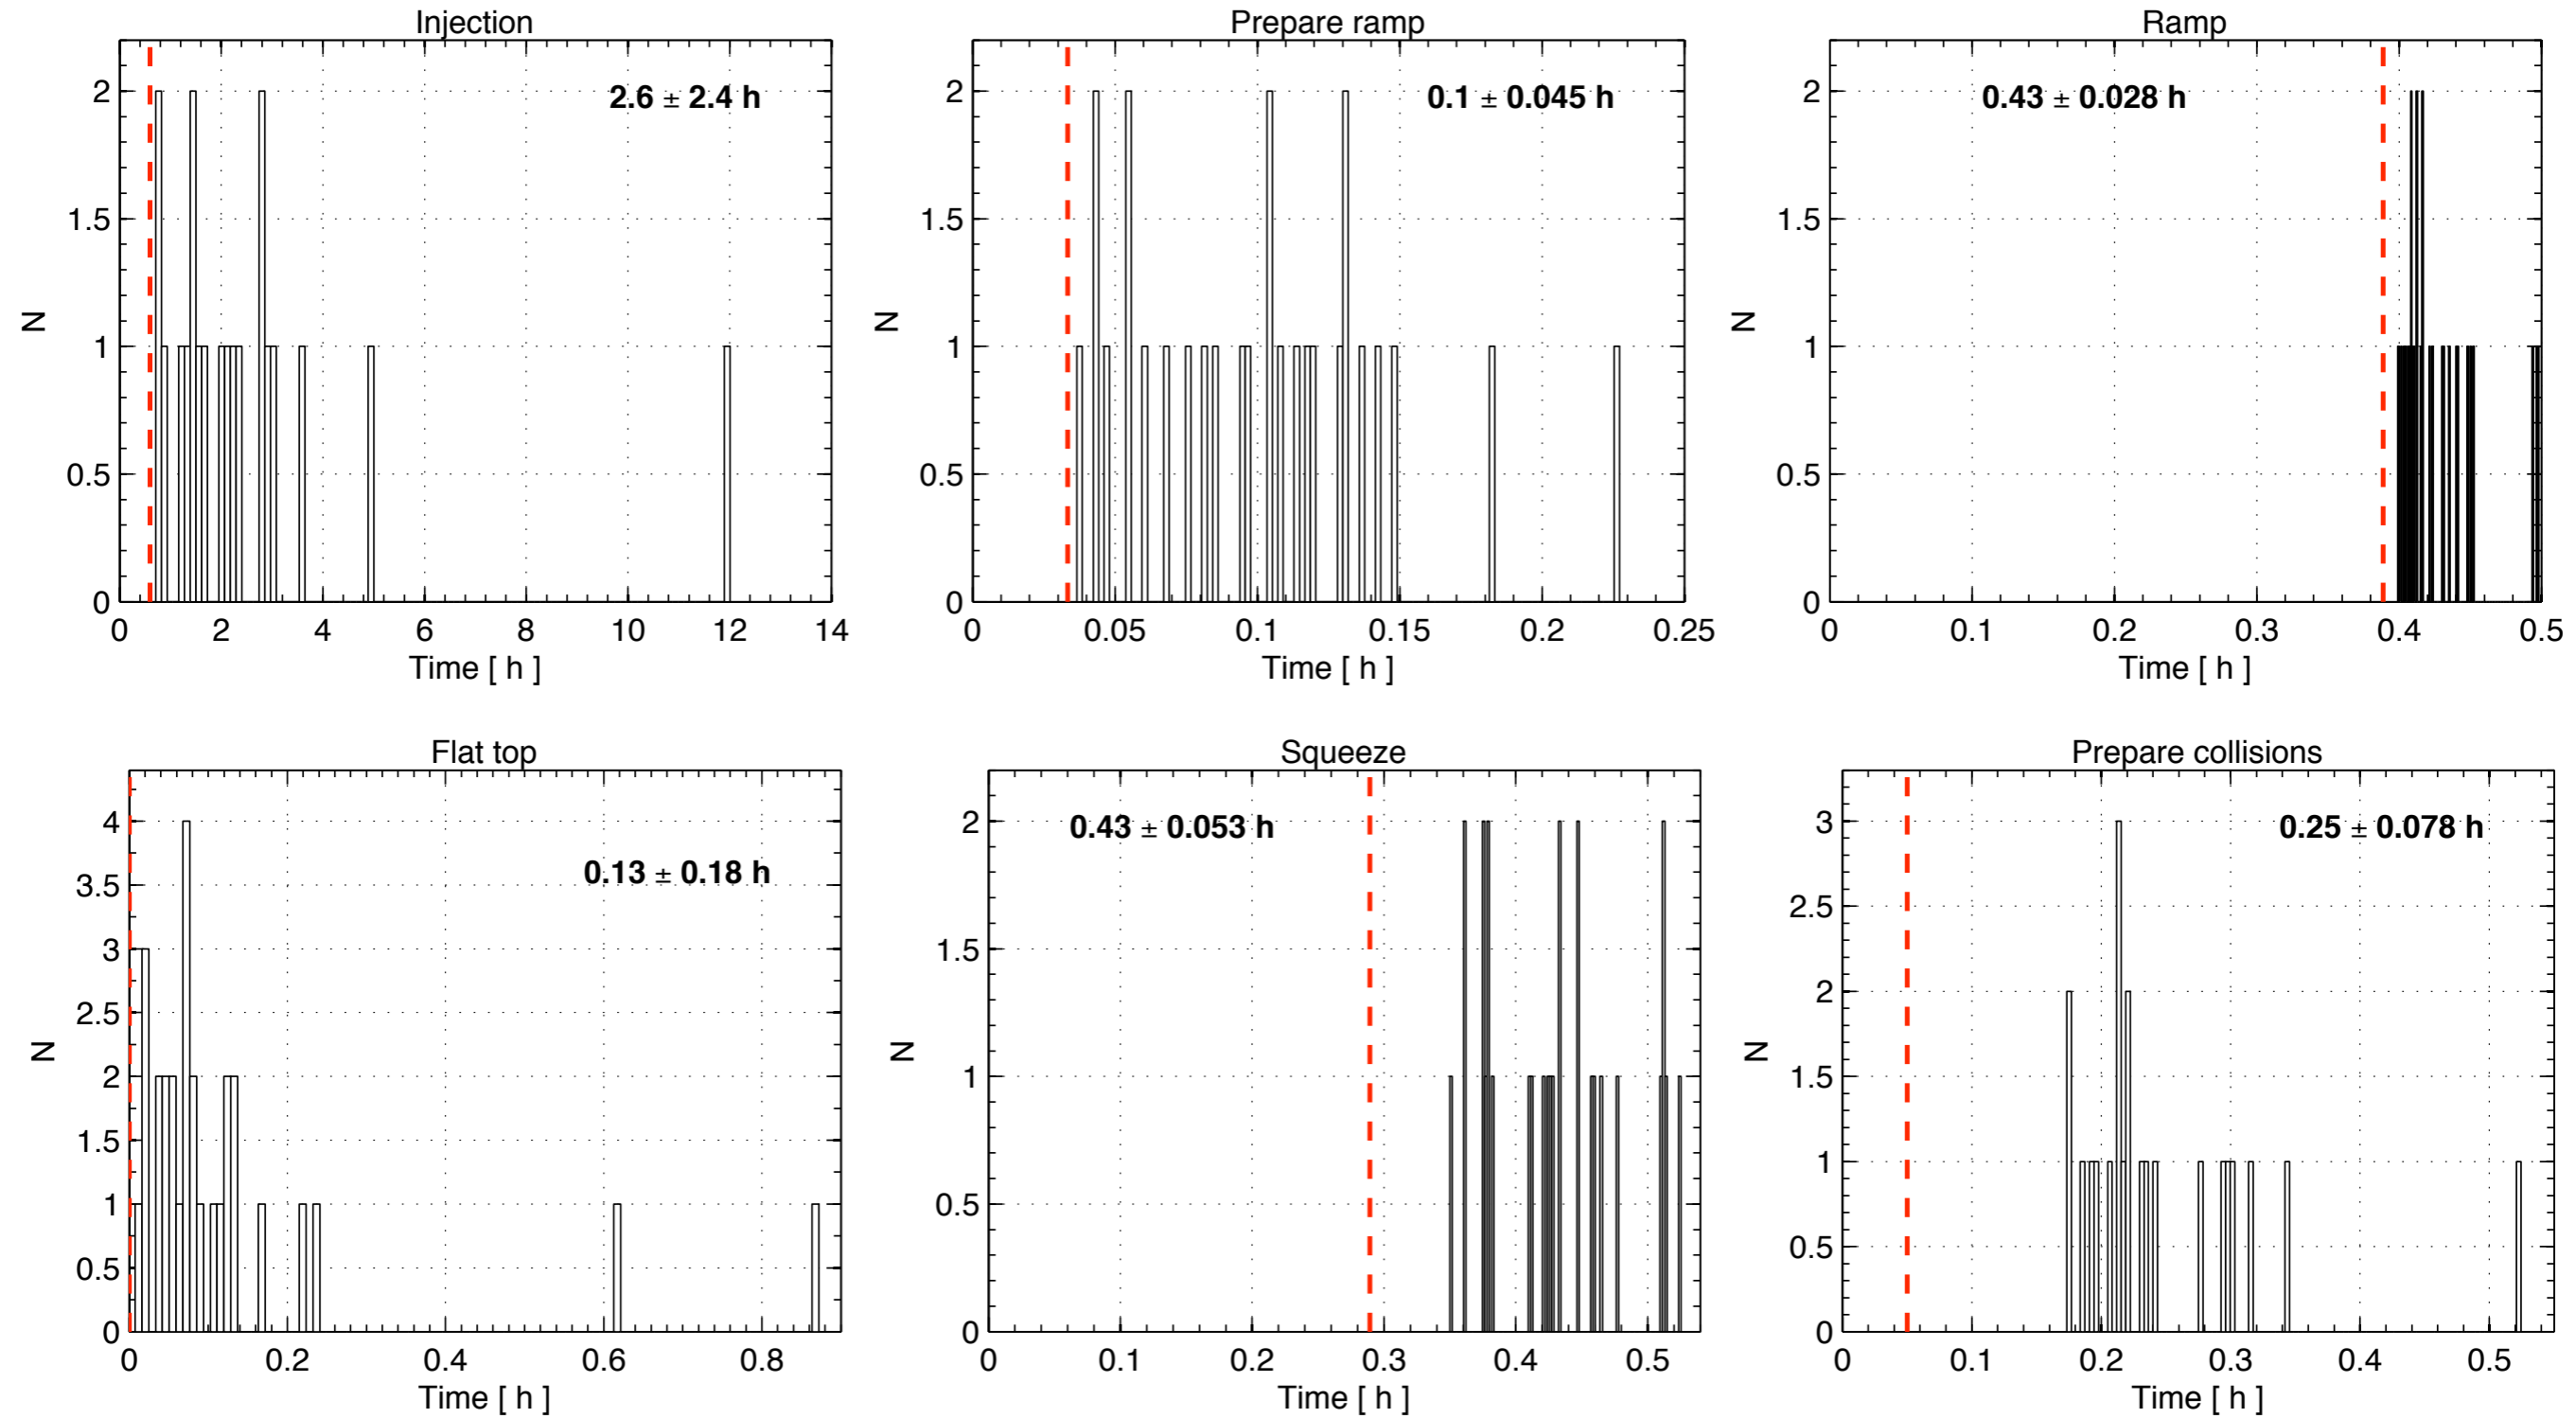 Injection
2.6 ± 2.4 h
2
1.5
1
0.5
0
N
0 2 4 6 8 10 12 14
Time [ h ]
Prepare ramp
0.1 ± 0.045 h
2
1.5
1
0.5
0
N
0 0.05 0.1 0.15 0.2 0.25
Time [ h ]
Ramp
0.43 ± 0.028 h
2
1.5
1
0.5
0
N
0 0.1 0.2 0.3 0.4 0.5
Time [ h ]
Flat top
0.13 ± 0.18 h
4
3.5
3
2.5
2
1.5
1
0.5
0
N
0 0.2 0.4 0.6 0.8
Time [ h ]
Squeeze
0.43 ± 0.053 h
2
1.5
1
0.5
0
N
0 0.1 0.2 0.3 0.4 0.5
Time [ h ]
Prepare collisions
0.25 ± 0.078 h
3
2.5
2
1.5
1
0.5
0
N
0 0.1 0.2 0.3 0.4 0.5
Time [ h ]